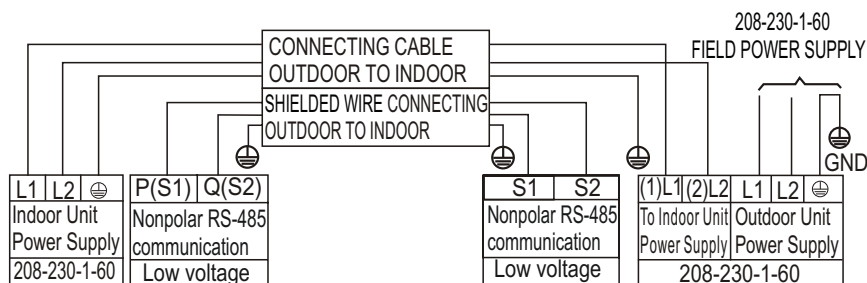 208-230-1-60
FIELD POWER SUPPLY
CONNECTING CABLE
OUTDOOR TO INDOOR
SHIELDED WIRE CONNECTING
OUTDOOR TO INDOOR
GND
L1 L2
Indoor Unit
Power Supply
208-230-1-60
P(S1) Q(S2)
Nonpolar RS-485
communication
Low voltage
S1 S2
Nonpolar RS-485
communication
Low voltage
(1)L1 (2)L2 L1 L2
To Indoor Unit
Power Supply
Outdoor Unit
Power Supply
208-230-1-60